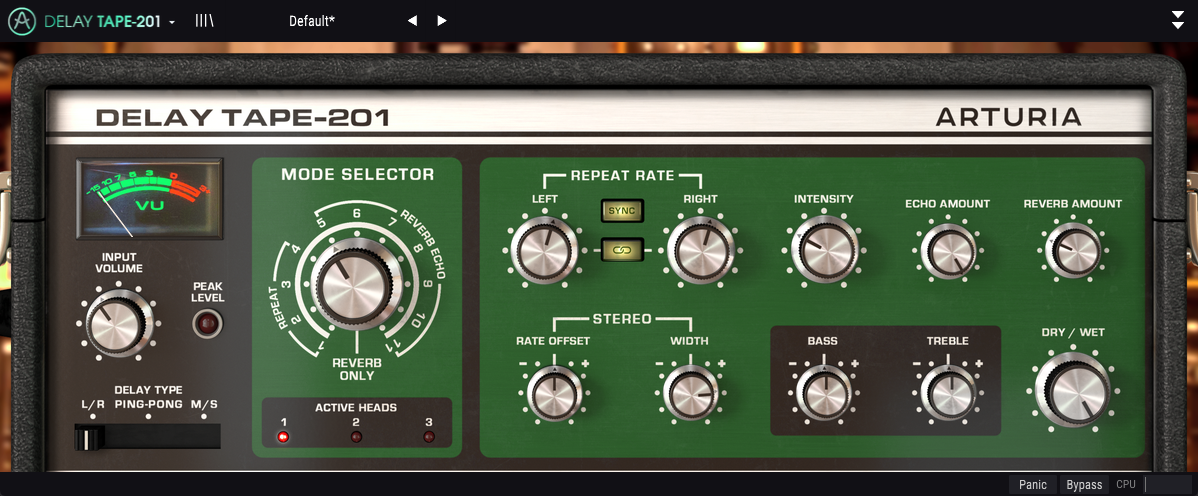 DELAY TAPE-201
Default*
DELAY TAPE-201
ARTURIA
-15 10 7 5 3 0 3+
VU
INPUT
VOLUME
PEAK
LEVEL
DELAY TYPE
L/R PING-PONG M/S
MODE SELECTOR
1 2 3 4 5 6 7 8 9 10 11
REPEAT
REVERB ECHO
REVERB
ONLY
ACTIVE HEADS
1 2 3
REPEAT RATE
LEFT
SYNC
RIGHT
INTENSITY
ECHO AMOUNT
REVERB AMOUNT
STEREO
RATE OFFSET
- +
WIDTH
- +
BASS
- +
TREBLE
- +
DRY / WET
Panic
Bypass
CPU